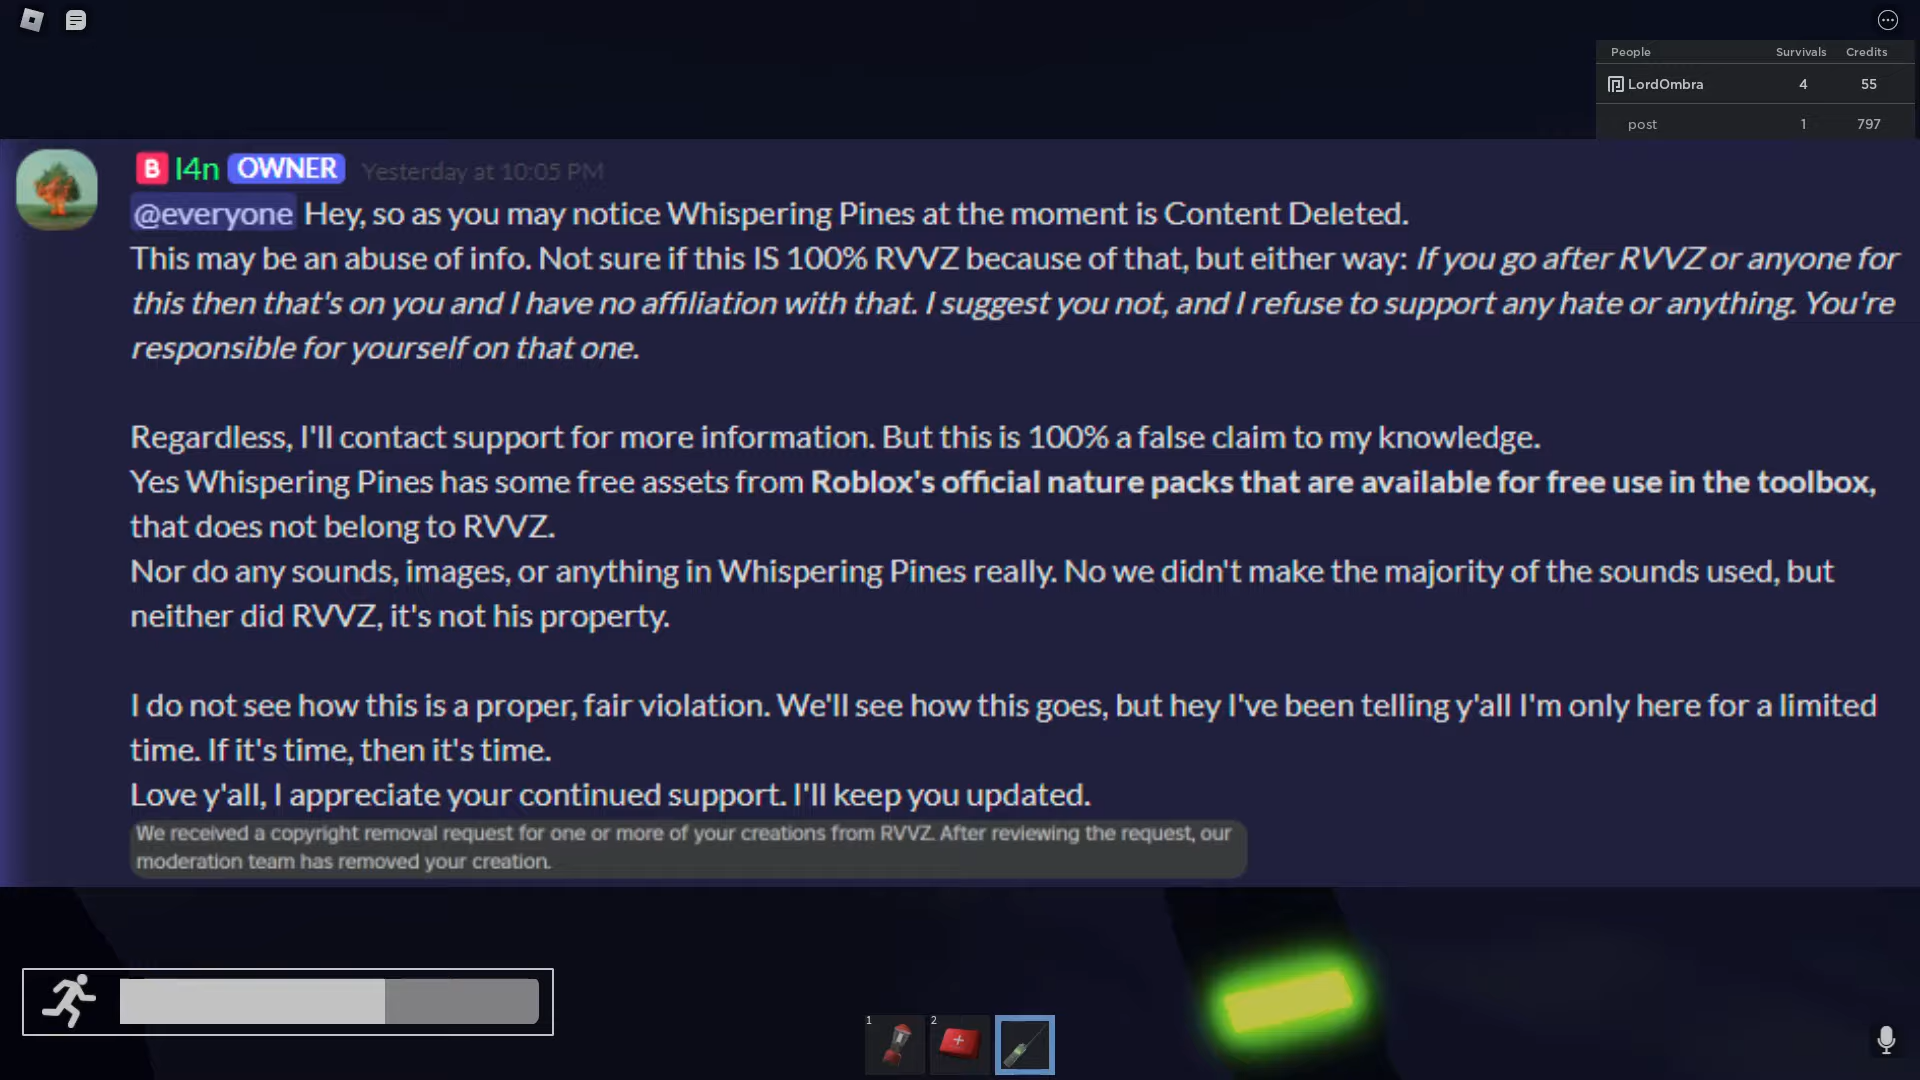 People Survivals Credits
LordOmbra 4 55
post 1 797
B l4n OWNER Yesterday at 10:05 PM
@everyone Hey, so as you may notice Whispering Pines at the moment is Content Deleted.
This may be an abuse of info. Not sure if this IS 100% RVVZ because of that, but either way: If you go after RVVZ or anyone for
this then that's on you and I have no affiliation with that. I suggest you not, and I refuse to support any hate or anything. You're
responsible for yourself on that one.
Regardless, I'll contact support for more information. But this is 100% a false claim to my knowledge.
Yes Whispering Pines has some free assets from Roblox's official nature packs that are available for free use in the toolbox,
that does not belong to RVVZ.
Nor do any sounds, images, or anything in Whispering Pines really. No we didn't make the majority of the sounds used, but
neither did RVVZ, it's not his property.
I do not see how this is a proper, fair violation. We'll see how this goes, but hey I've been telling y'all I'm only here for a limited
time. If it's time, then it's time.
Love y'all, I appreciate your continued support. I'll keep you updated.
We received a copyright removal request for one or more of your creations from RVVZ. After reviewing the request, our
moderation team has removed your creation.
1 2